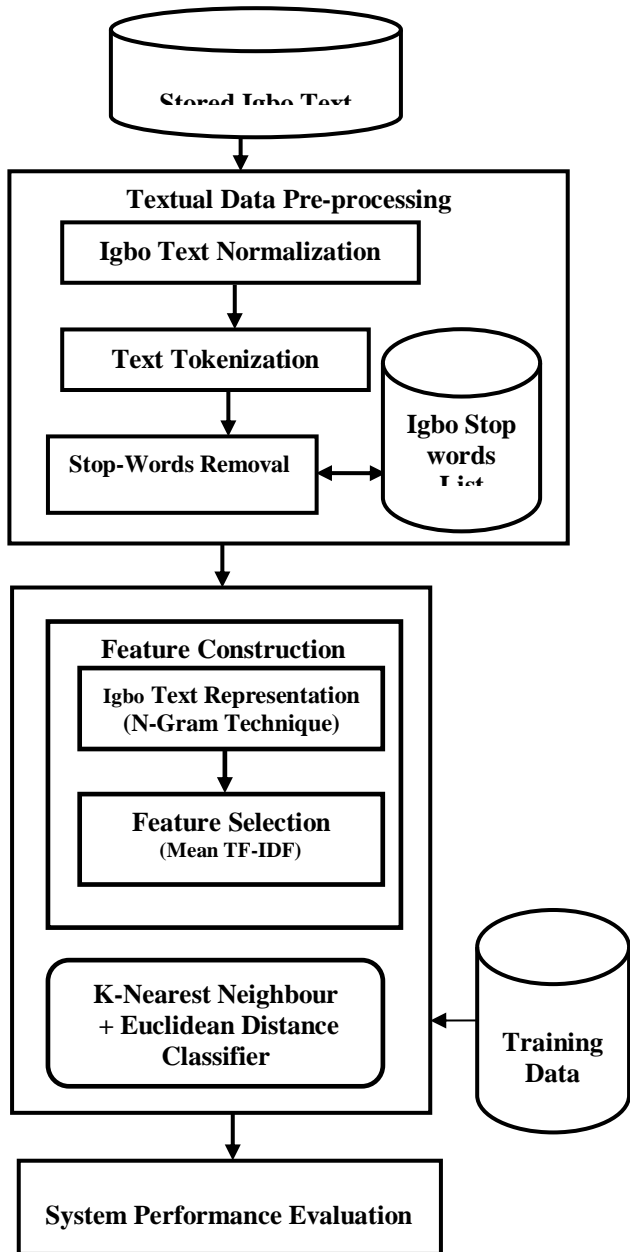 Stored Igbo Text
Textual Data Pre-processing
Igbo Text Normalization
Text Tokenization
Igbo Stop
words
List
Stop-Words Removal
Feature Construction
Igbo Text Representation
(N-Gram Technique)
Feature Selection
(Mean TF-IDF)
K-Nearest Neighbour
+ Euclidean Distance
Classifier
Training
Data
System Performance Evaluation